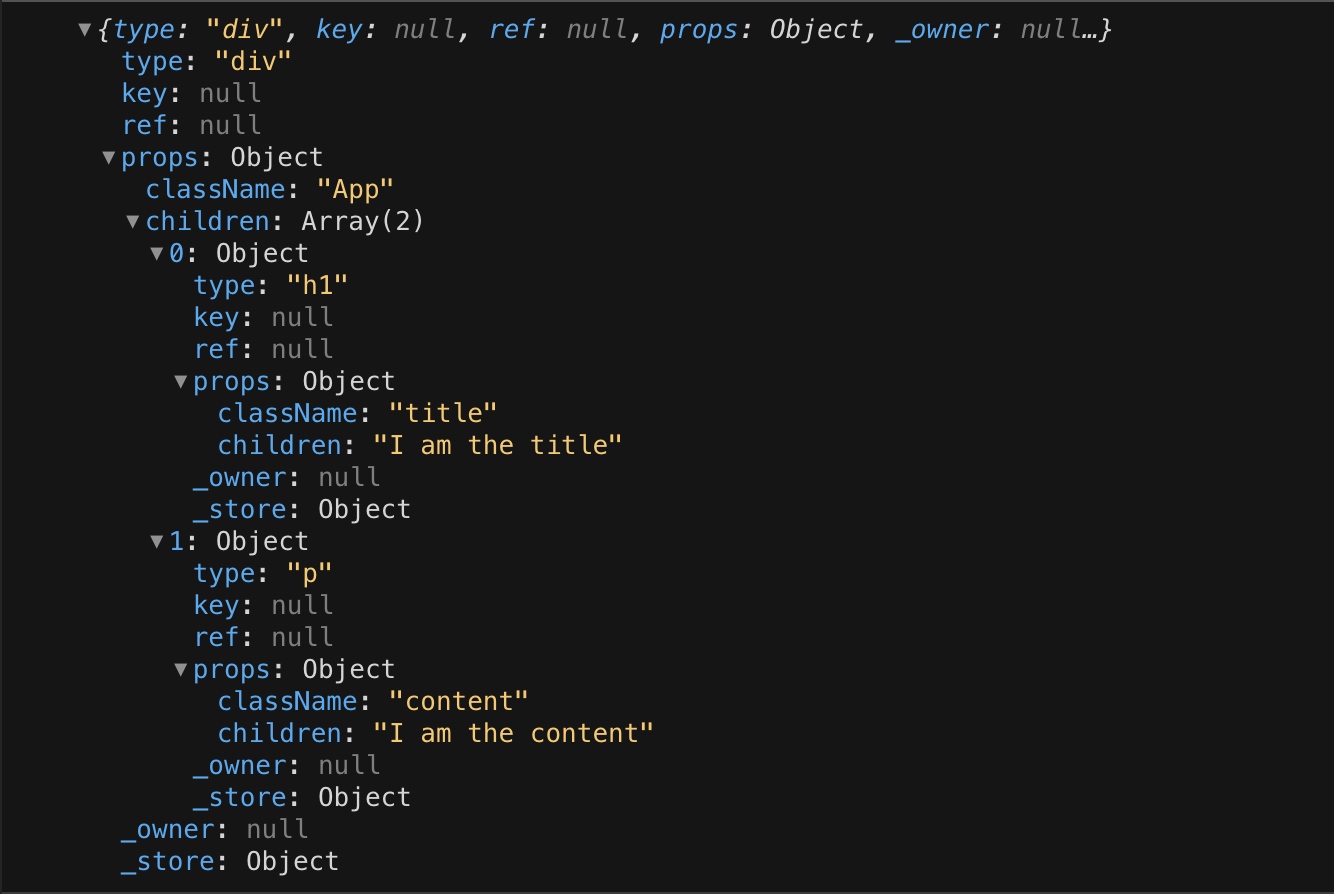 ▼{type: "div", key: null, ref: null, props: Object, _owner: null…}
type: "div"
key: null
ref: null
▼props: Object
className: "App"
▼children: Array(2)
▼0: Object
type: "h1"
key: null
ref: null
▼props: Object
className: "title"
children: "I am the title"
_owner: null
_store: Object
▼1: Object
type: "p"
key: null
ref: null
▼props: Object
className: "content"
children: "I am the content"
_owner: null
_store: Object
_owner: null
_store: Object